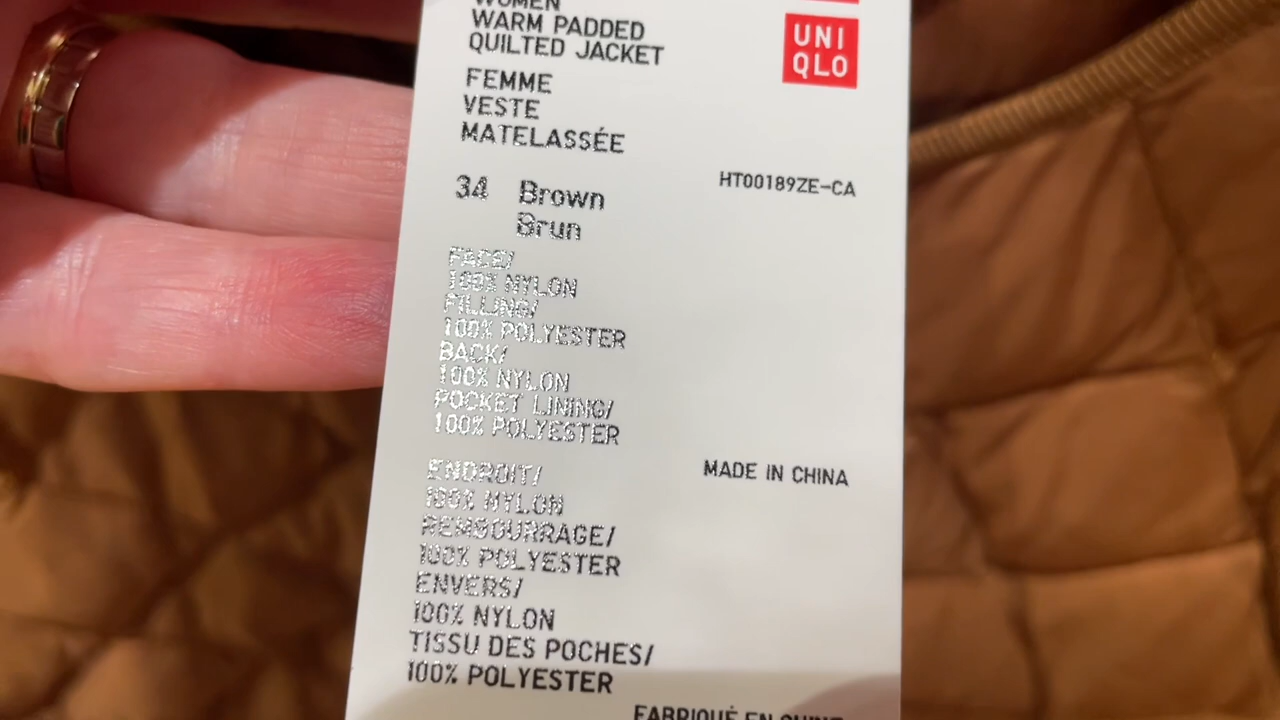 WOMEN
WARM PADDED
QUILTED JACKET
UNI
QLO
FEMME
VESTE
MATELASSÉE
HT00189ZE-CA
34 Brown
Brun
FACE/
100% NYLON
FILLING/
100% POLYESTER
BACK/
100% NYLON
POCKET LINING/
100% POLYESTER
MADE IN CHINA
ENDROIT/
100% NYLON
REMBOURRAGE/
100% POLYESTER
ENVERS/
100% NYLON
TISSU DES POCHES/
100% POLYESTER
FABRIQUÉ EN CHINE